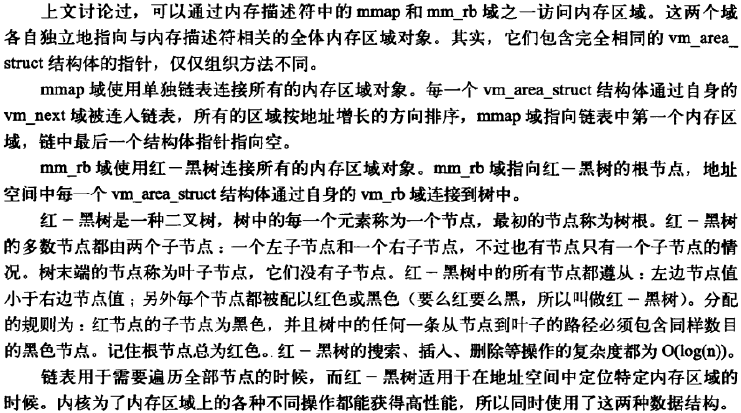 上文讨论过，可以通过内存描述符中的 mmap 和 mm_rb 域之一访问内存区域。这两个域
各自独立地指向与内存描述符相关的全体内存区域对象。其实，它们包含完全相同的 vm_area_
struct 结构体的指针，仅仅组织方法不同。
mmap 域使用单独链表连接所有的内存区域对象。每一个 vm_area_struct 结构体通过自身的
vm_next 域被连入链表，所有的区域按地址增长的方向排序，mmap 域指向链表中第一个内存区
域，链中最后一个结构体指针指向空。
mm_rb 域使用红－黑树连接所有的内存区域对象。mm_rb 域指向红－黑树的根节点，地址
空间中每一个 vm_area_struct 结构体通过自身的 vm_rb 域连接到树中。
红－黑树是一种二叉树，树中的每一个元素称为一个节点，最初的节点称为树根。红－黑树
的多数节点都由两个子节点：一个左子节点和一个右子节点，不过也有节点只有一个子节点的情
况。树末端的节点称为叶子节点，它们没有子节点。红－黑树中的所有节点都遵从：左边节点值
小于右边节点值；另外每个节点都被配以红色或黑色（要么红要么黑，所以叫做红－黑树）。分配
的规则为：红节点的子节点为黑色，并且树中的任何一条从节点到叶子的路径必须包含同样数目
的黑色节点。记住根节点总为红色。红－黑树的搜索、插入、删除等操作的复杂度都为 O(log(n))。
链表用于需要遍历全部节点的时候，而红－黑树适用于在地址空间中定位特定内存区域的
时候。内核为了内存区域上的各种不同操作都能获得高性能，所以同时使用了这两种数据结构。